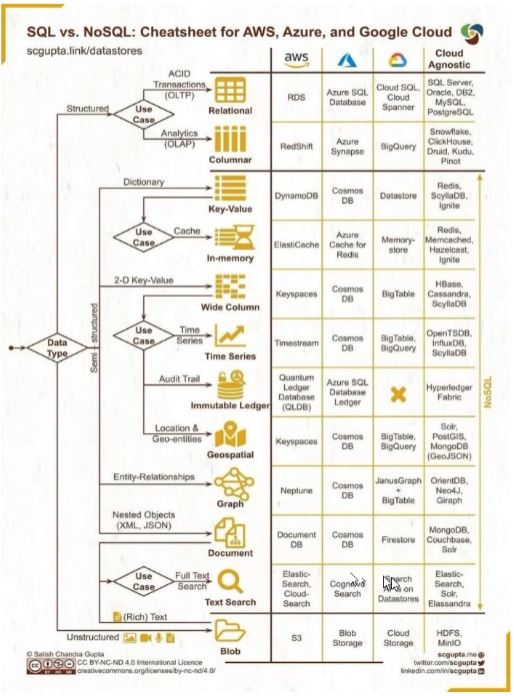 SQL vs. NoSQL: Cheatsheet for AWS, Azure, and Google Cloud
scgupta.link/datastores
aws
Cloud
Agnostic
Structured
Use
Case
ACID
Transactions
(OLTP)
Relational
RDS
Azure SQL
Database
Cloud SQL,
Cloud
Spanner
SQL Server,
Oracle, DB2,
MySQL,
PostgreSQL
Analytics
(OLAP)
Columnar
RedShift
Azure
Synapse
BigQuery
Snowflake,
ClickHouse,
Druid, Kudu,
Pinot
Dictionary
Key-Value
DynamoDB
Cosmos
DB
Datastore
Redis,
ScyllaDB,
Ignite
Use
Case
Cache
In-memory
ElastiCache
Azure
Cache for
Redis
Memory-
store
Redis,
Memcached,
Hazelcast,
Ignite
2-D Key-Value
Wide Column
Keyspaces
Cosmos
DB
BigTable
HBase,
Cassandra,
ScyllaDB
Data
Type
Semi - structured
Use
Case
Time
Series
Time Series
Timestream
Cosmos
DB
BigTable,
BigQuery
OpenTSDB,
InfluxDB,
ScyllaDB
Audit Trail
Immutable Ledger
Quantum
Ledger
Database
(QLDB)
Azure SQL
Database
Ledger
Hyperledger
Fabric
NoSQL
Location &
Geo-entities
Geospatial
Keyspaces
Cosmos
DB
BigTable,
BigQuery
Solr,
PostGIS,
MongoDB
(GeoJSON)
Entity-Relationships
Graph
Neptune
Cosmos
DB
JanusGraph
+
BigTable
OrientDB,
Neo4J,
Giraph
Nested Objects
(XML, JSON)
Document
Document
DB
Cosmos
DB
Firestore
MongoDB,
Couchbase,
Solr
Use
Case
Full Text
Search
Text Search
Elastic-
Search,
Cloud-
Search
Cognitive
Search
Search
on
Datastores
Elastic-
Search,
Solr,
Elassandra
(Rich) Text
Unstructured
Blob
S3
Blob
Storage
Cloud
Storage
HDFS,
MinIO
© Satish Chandra Gupta
CC BY-NC-ND 4.0 International Licence
creativecommons.org/licenses/by-nc-nd/4.0/
scgupta.me
twitter.com/scgupta
linkedin.com/in/scgupta